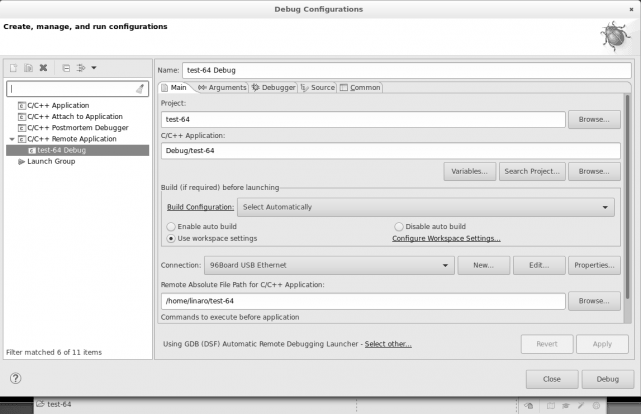 Debug Configurations
Create, manage, and run configurations
Name: test-64 Debug
Main Arguments Debugger Source Common
C/C++ Application
C/C++ Attach to Application
C/C++ Postmortem Debugger
C/C++ Remote Application
test-64 Debug
Launch Group
Filter matched 6 of 11 items
Project:
test-64 Browse...
C/C++ Application:
Debug/test-64
Variables... Search Project... Browse...
Build (if required) before launching
Build Configuration: Select Automatically
Enable auto build Disable auto build
Use workspace settings Configure Workspace Settings...
Connection: 96Board USB Ethernet New... Edit... Properties...
Remote Absolute File Path for C/C++ Application:
/home/linaro/test-64 Browse...
Commands to execute before application
Using GDB (DSF) Automatic Remote Debugging Launcher - Select other... Revert Apply
Close Debug
test-64